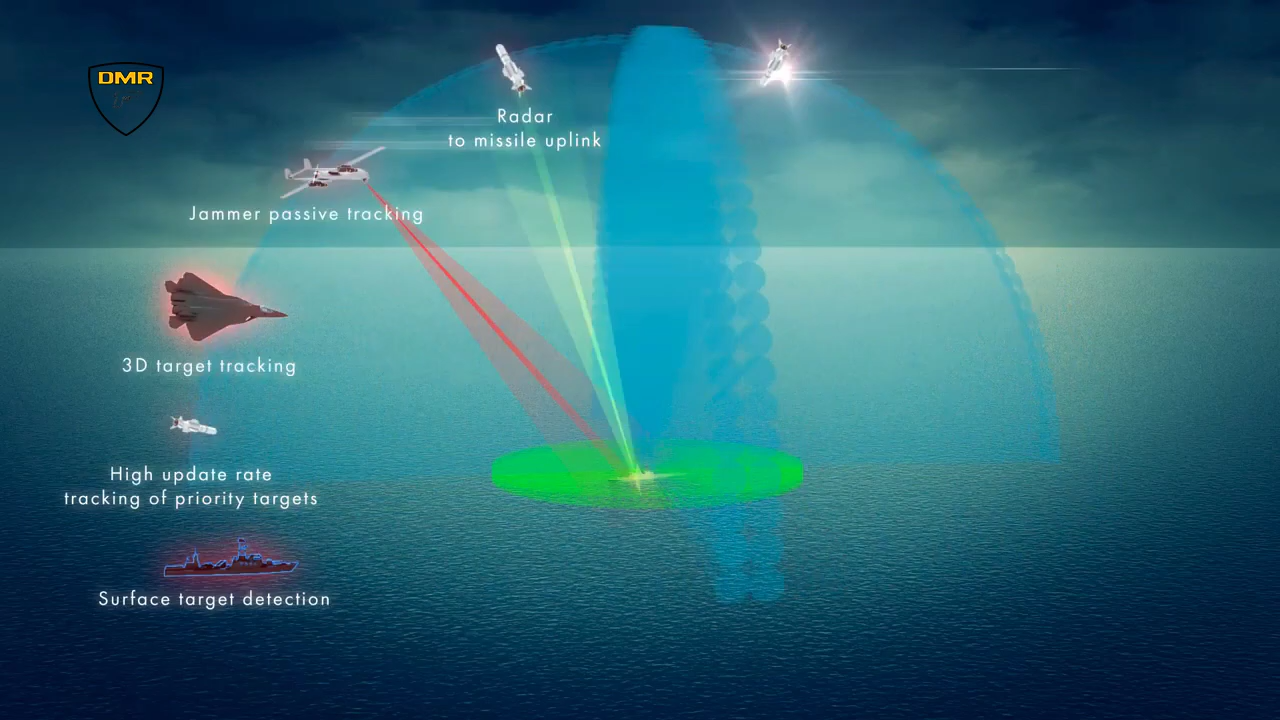 DMR
Radar
to missile uplink
Jammer passive tracking
3D target tracking
High update rate
tracking of priority targets
Surface target detection